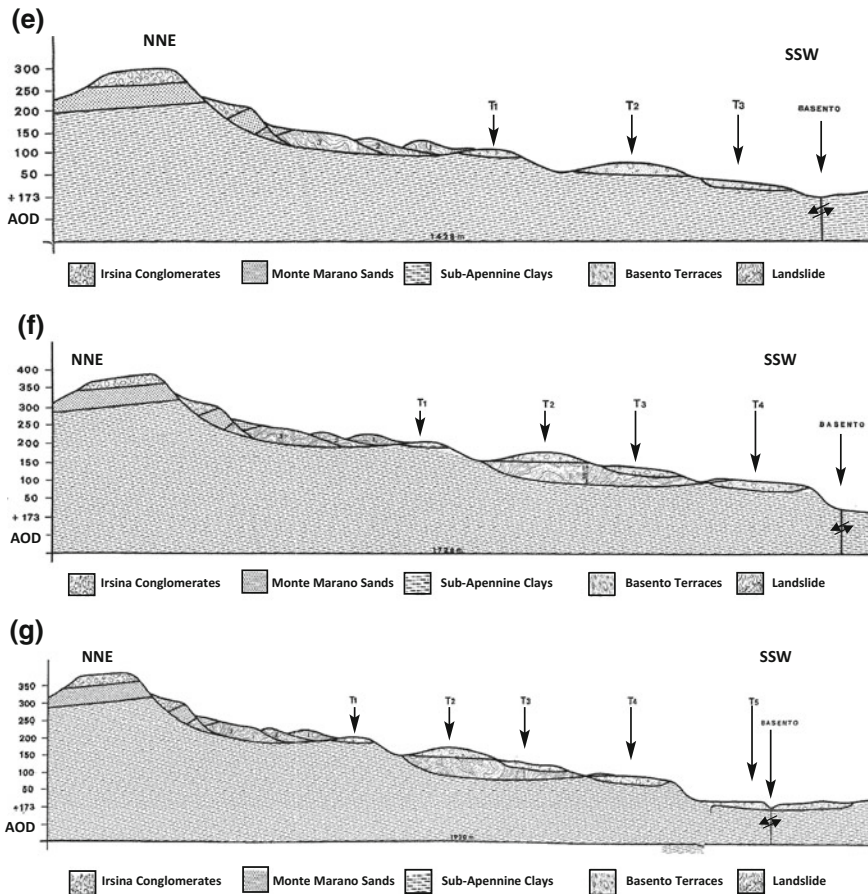 (e)
NNE SSW
300
250
200
150
100
50
+173
AOD
T1 T2 T3 BASENTO
1428 m
Irsina Conglomerates Monte Marano Sands Sub-Apennine Clays Basento Terraces Landslide
(f)
NNE SSW
400
350
300
250
200
150
100
50
+173
AOD
T1 T2 T3 T4 BASENTO
Irsina Conglomerates Monte Marano Sands Sub-Apennine Clays Basento Terraces Landslide
(g)
NNE SSW
350
300
250
200
150
100
50
+173
AOD
T1 T2 T3 T4 T5
BASENTO
Irsina Conglomerates Monte Marano Sands Sub-Apennine Clays Basento Terraces Landslide